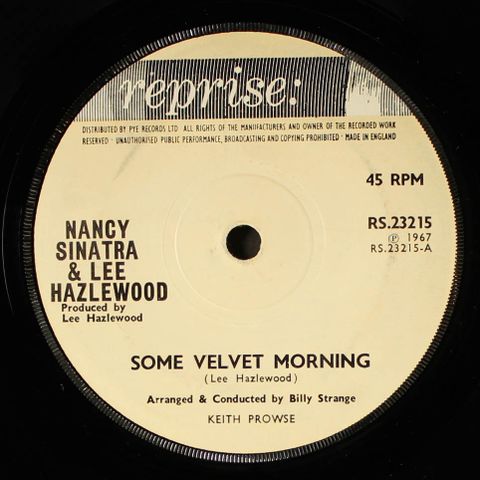 reprise:
DISTRIBUTED BY PYE RECORDS LTD ALL RIGHTS OF THE MANUFACTURERS AND OWNER OF THE RECORDED WORK
RESERVED · UNAUTHORISED PUBLIC PERFORMANCE, BROADCASTING AND COPYING PROHIBITED · MADE IN ENGLAND
45 RPM
RS.23215
Ⓟ 1967
RS.23215-A
NANCY
SINATRA
& LEE
HAZLEWOOD
Produced by
Lee Hazlewood
SOME VELVET MORNING
(Lee Hazlewood)
Arranged & Conducted by Billy Strange
KEITH PROWSE